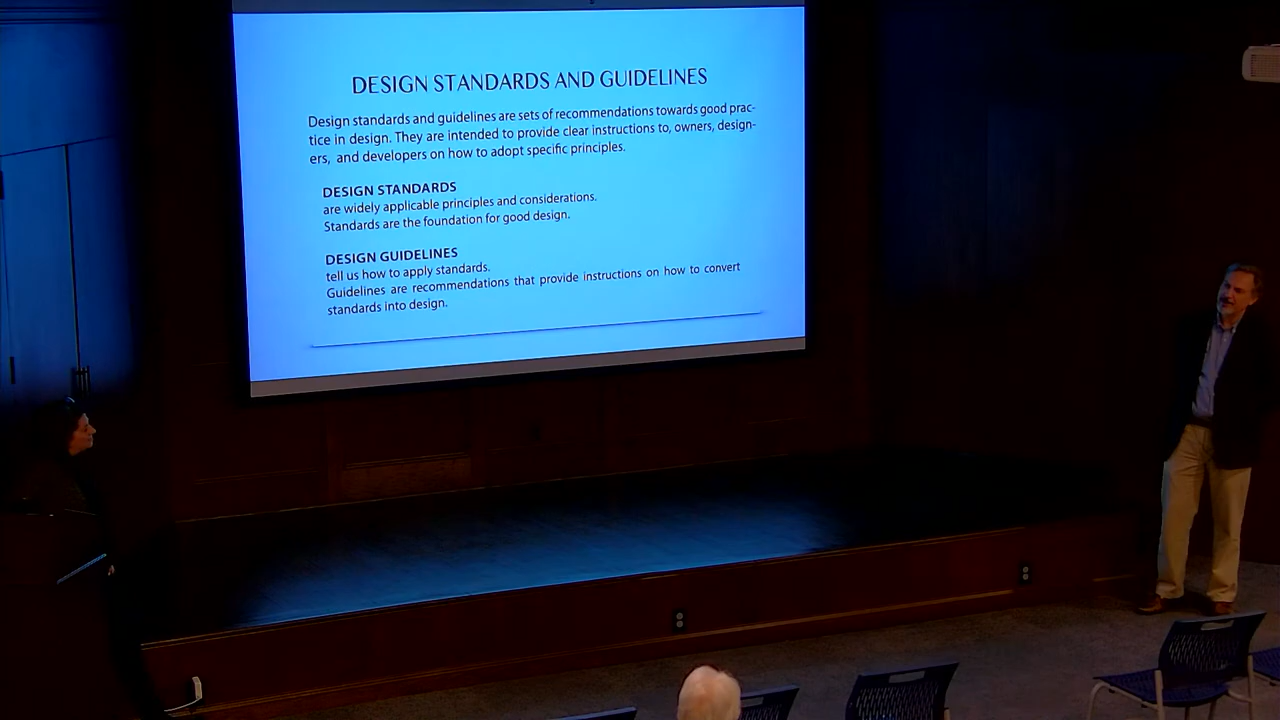 DESIGN STANDARDS AND GUIDELINES
Design standards and guidelines are sets of recommendations towards good prac-
tice in design. They are intended to provide clear instructions to, owners, design-
ers, and developers on how to adopt specific principles.
DESIGN STANDARDS
are widely applicable principles and considerations.
Standards are the foundation for good design.
DESIGN GUIDELINES
tell us how to apply standards.
Guidelines are recommendations that provide instructions on how to convert
standards into design.